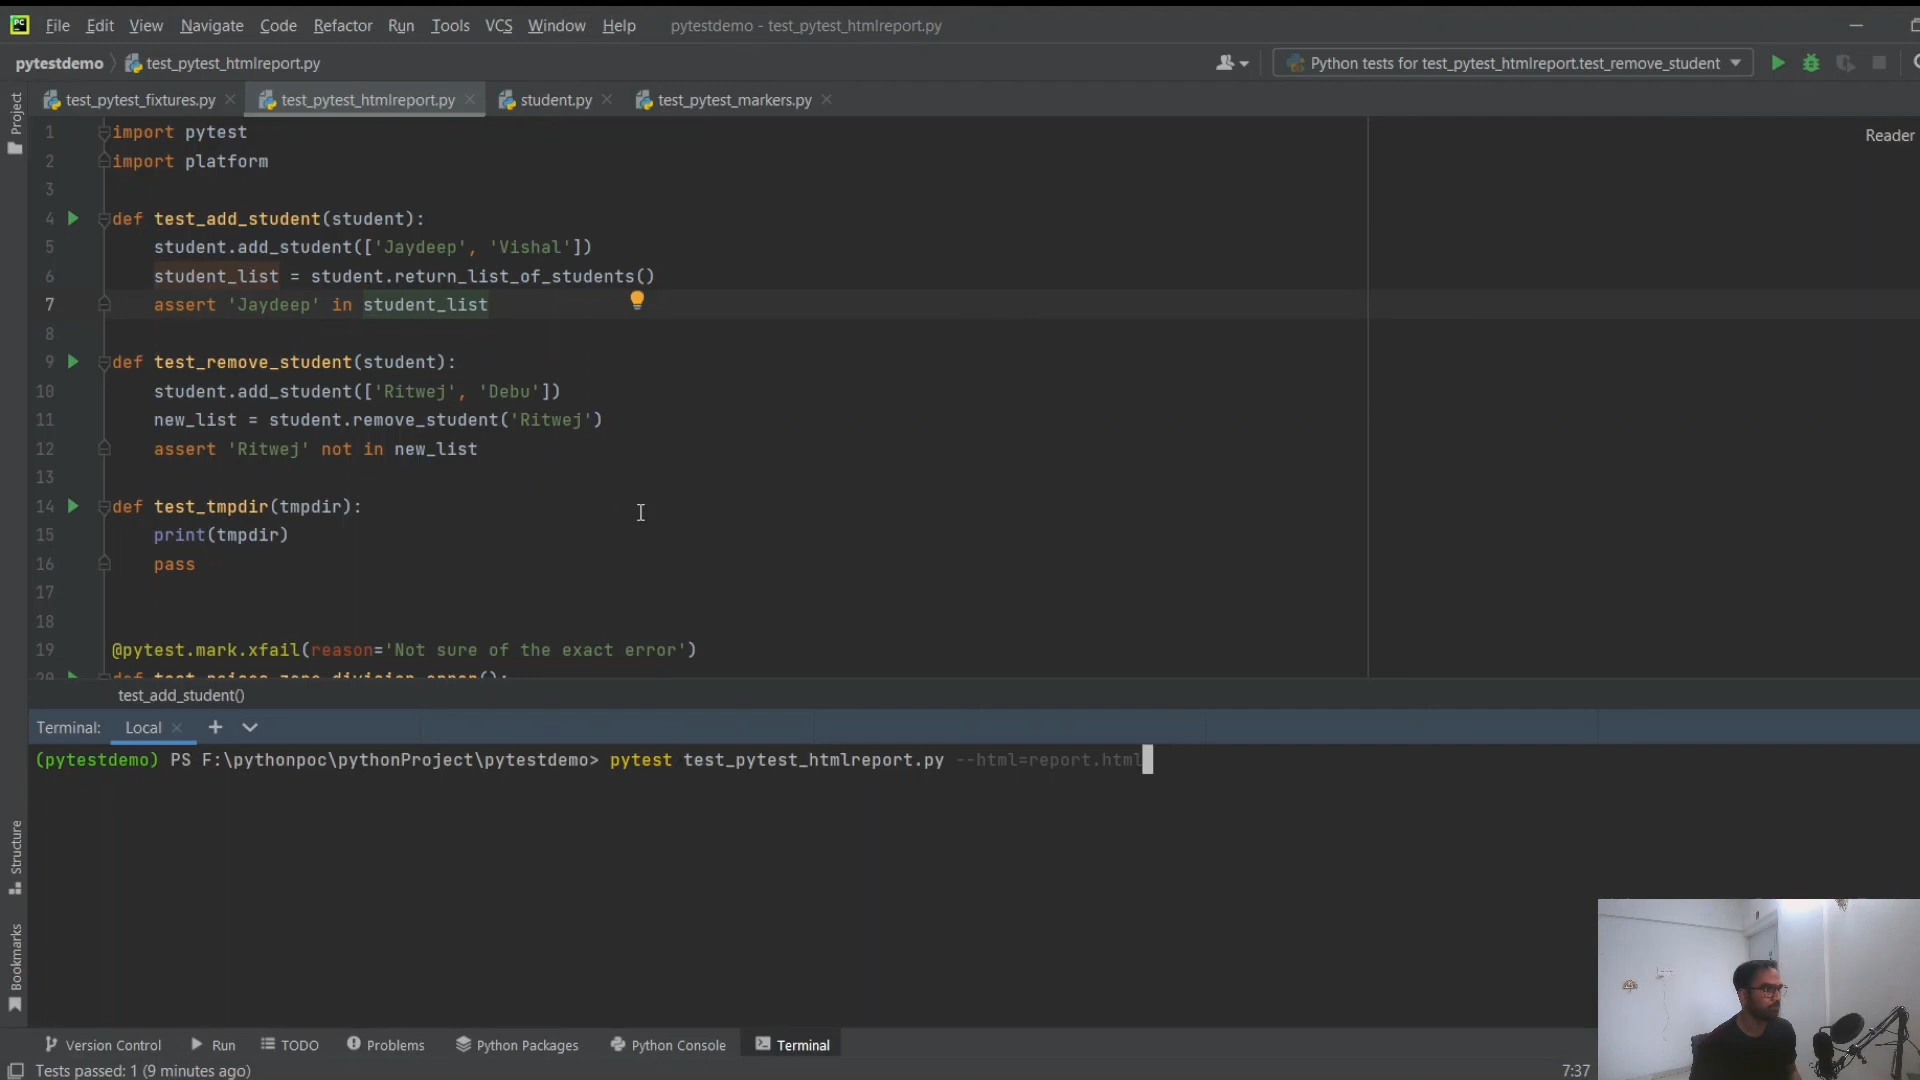 PC File Edit View Navigate Code Refactor Run Tools VCS Window Help pytestdemo - test_pytest_htmlreport.py
pytestdemo test_pytest_htmlreport.py Python tests for test_pytest_htmlreport.test_remove_student
test_pytest_fixtures.py test_pytest_htmlreport.py student.py test_pytest_markers.py
Project
Reader
1 import pytest
2 import platform
3
4 def test_add_student(student):
5 student.add_student(['Jaydeep', 'Vishal'])
6 student_list = student.return_list_of_students()
7 assert 'Jaydeep' in student_list
8
9 def test_remove_student(student):
10 student.add_student(['Ritwej', 'Debu'])
11 new_list = student.remove_student('Ritwej')
12 assert 'Ritwej' not in new_list
13
14 def test_tmpdir(tmpdir):
15 print(tmpdir)
16 pass
17
18
19 @pytest.mark.xfail(reason='Not sure of the exact error')
20 def test_raises_zero_division_error():
test_add_student()
Terminal: Local
(pytestdemo) PS F:\pythonpoc\pythonProject\pytestdemo> pytest test_pytest_htmlreport.py --html=report.html
Structure
Bookmarks
Version Control Run TODO Problems Python Packages Python Console Terminal
Tests passed: 1 (9 minutes ago) 7:37